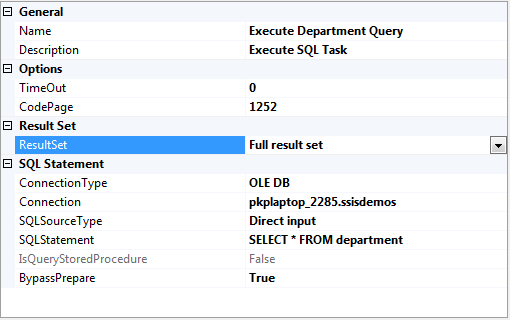 General
Name Execute Department Query
Description Execute SQL Task
Options
TimeOut 0
CodePage 1252
Result Set
ResultSet Full result set
SQL Statement
ConnectionType OLE DB
Connection pkplaptop_2285.ssisdemos
SQLSourceType Direct input
SQLStatement SELECT * FROM department
IsQueryStoredProcedure False
BypassPrepare True